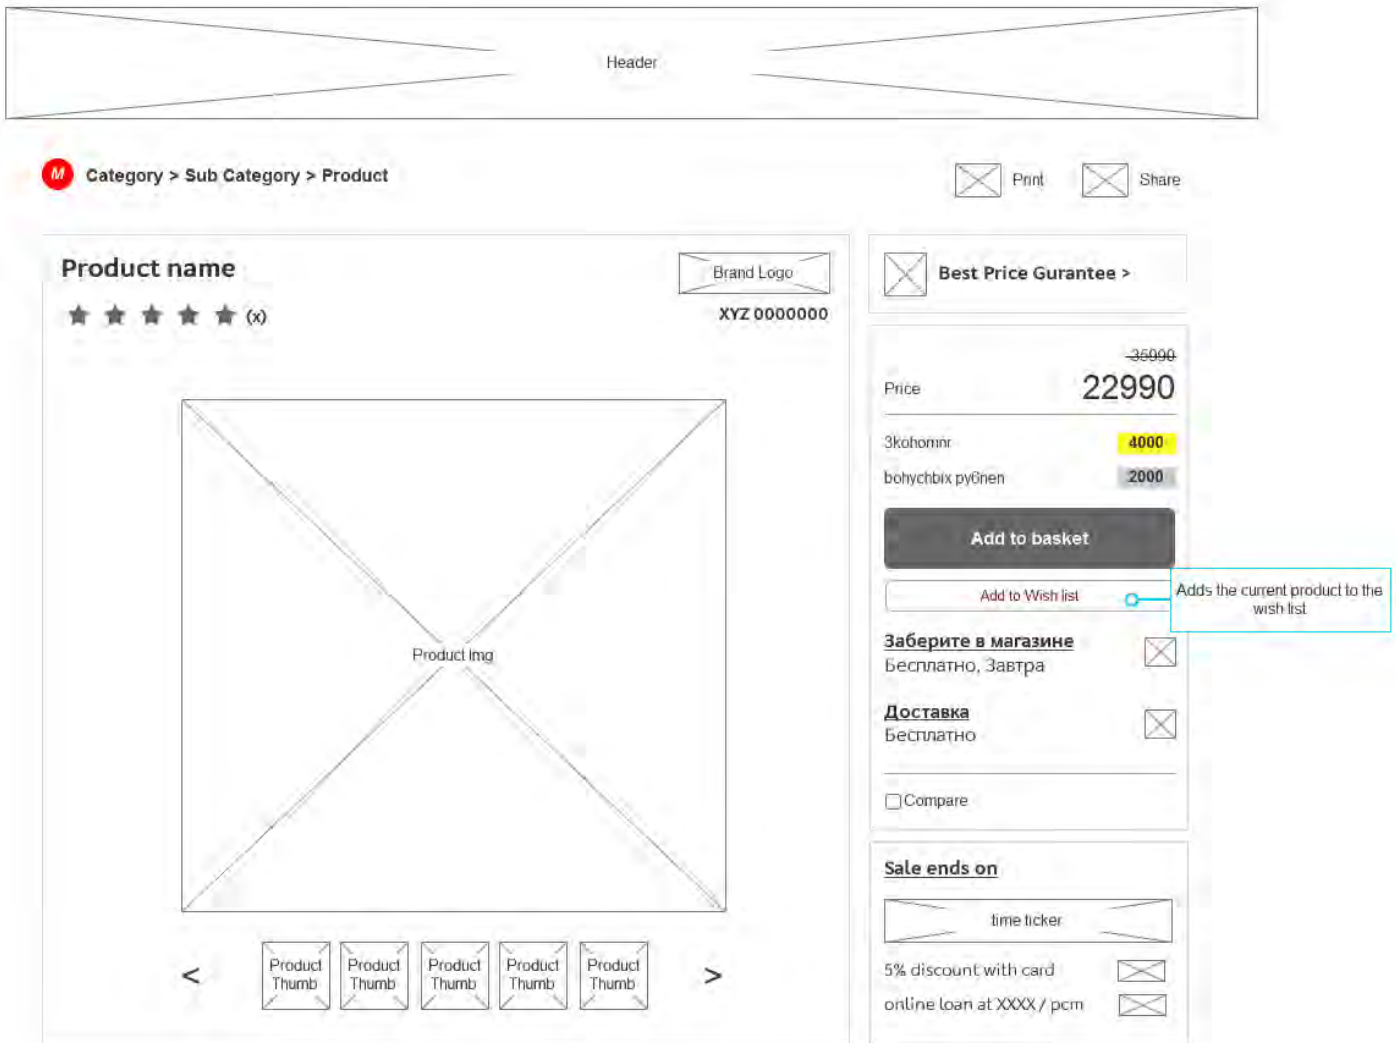 Header
M
Category > Sub Category > Product
Print
Share
Product name
Brand Logo
(x)
XYZ 0000000
Best Price Gurantee >
35990
Price
22990
3kohomnr
4000
bohychbix py6nen
2000
Add to basket
Add to Wish list
Adds the current product to the
wish list
Заберите в магазине
Бесплатно, Завтра
Доставка
Бесплатно
Compare
Product Img
Sale ends on
time ticker
5% discount with card
online loan at XXXX / pcm
<
Product
Thumb
Product
Thumb
Product
Thumb
Product
Thumb
Product
Thumb
>